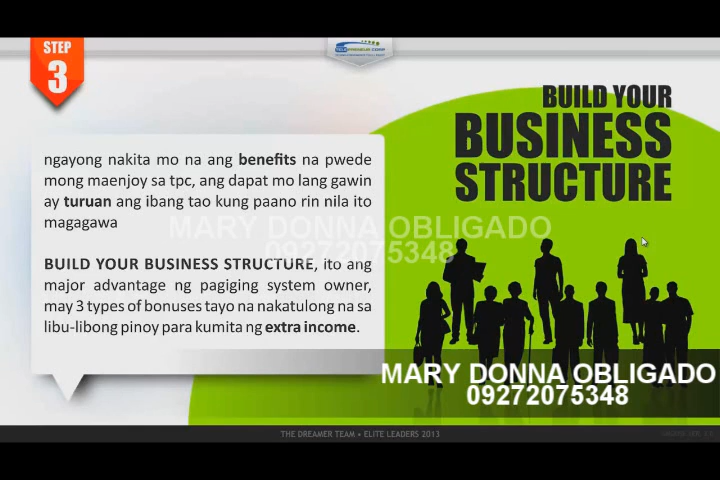 STEP
3
BUILD YOUR
BUSINESS
STRUCTURE
ngayong nakita mo na ang benefits na pwede
mong maenjoy sa tpc, ang dapat mo lang gawin
ay turuan ang ibang tao kung paano rin nila ito
magagawa
MARY DONNA OBLIGADO
09272075348
BUILD YOUR BUSINESS STRUCTURE, ito ang
major advantage ng pagiging system owner,
may 3 types of bonuses tayo na nakatulong na sa
libu-libong pinoy para kumita ng extra income.
MARY DONNA OBLIGADO
09272075348
THE DREAMER TEAM • ELITE LEADERS 2013